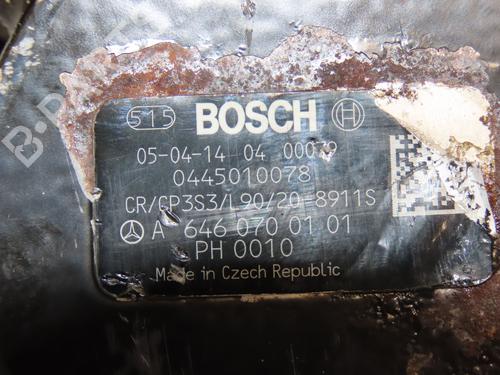 515 BOSCH
05-04-14 04 00079
0445010078
CR/CP3S3/L90/20-8911S
A 646 070 01 01
PH 0010
Made in Czech Republic